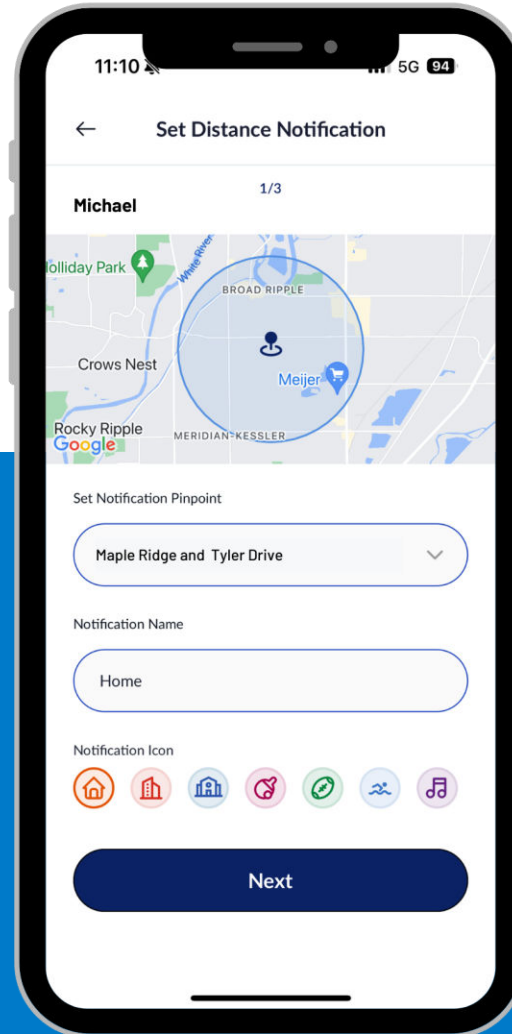 11:10 5G 94
Set Distance Notification
1/3
Michael
Holliday Park
White River
BROAD RIPPLE
Crows Nest
Meijer
Rocky Ripple
Google
MERIDIAN-KESSLER
Set Notification Pinpoint
Maple Ridge and Tyler Drive
Notification Name
Home
Notification Icon
Next